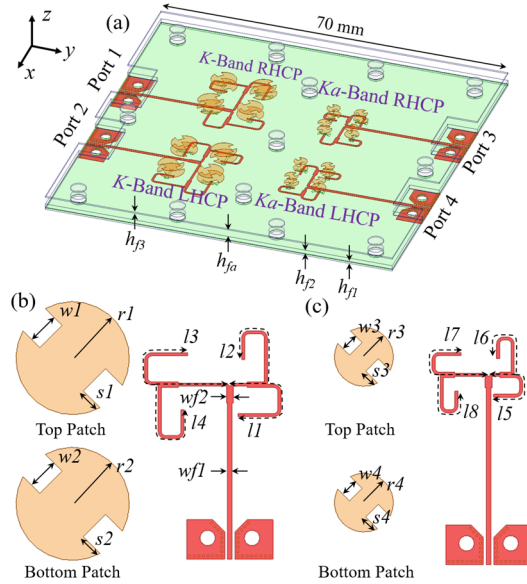 (a)
z
y
x
70 mm
Port 1
Port 2
K-Band RHCP
Ka-Band RHCP
K-Band LHCP
Ka-Band LHCP
Port 3
Port 4
hf3
hfa
hf2
hf1
(b)
w1
r1
s1
Top Patch
w2
r2
s2
Bottom Patch
l3
l2
wf2
l4
l1
wf1
(c)
w3
r3
s3
Top Patch
w4
r4
s4
Bottom Patch
l7
l6
l8
l5